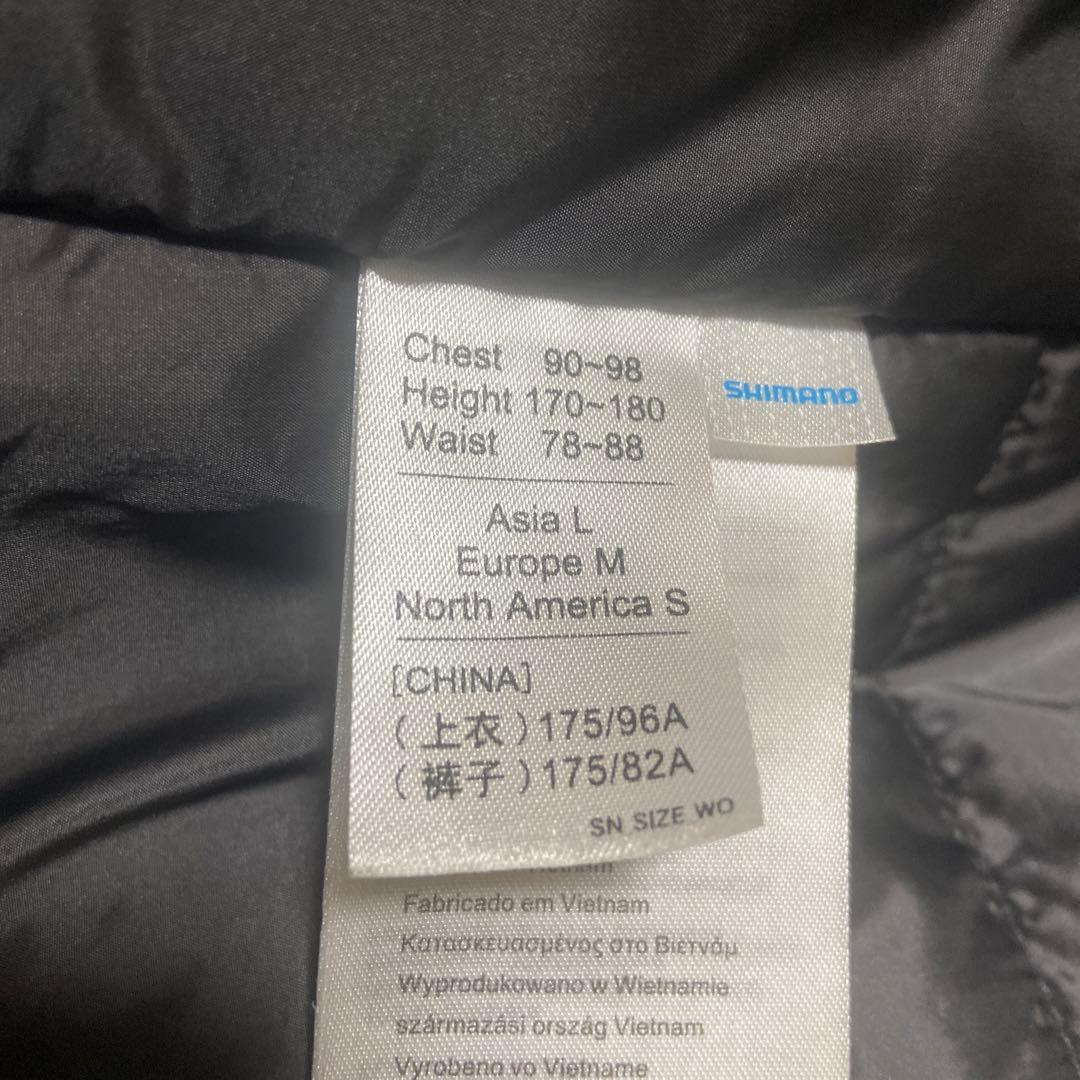 Chest 90~98
Height 170~180
Waist 78~88
SHIMANO
Asia L
Europe M
North America S
[CHINA]
(上衣) 175/96A
(裤子) 175/82A
SN SIZE WO
Fabricado em Vietnam
Κατασκευασμένος στο Βιετνάμ
Wyprodukowano w Wietnamie
származási ország Vietnam
Vyrobeno vo Vietname